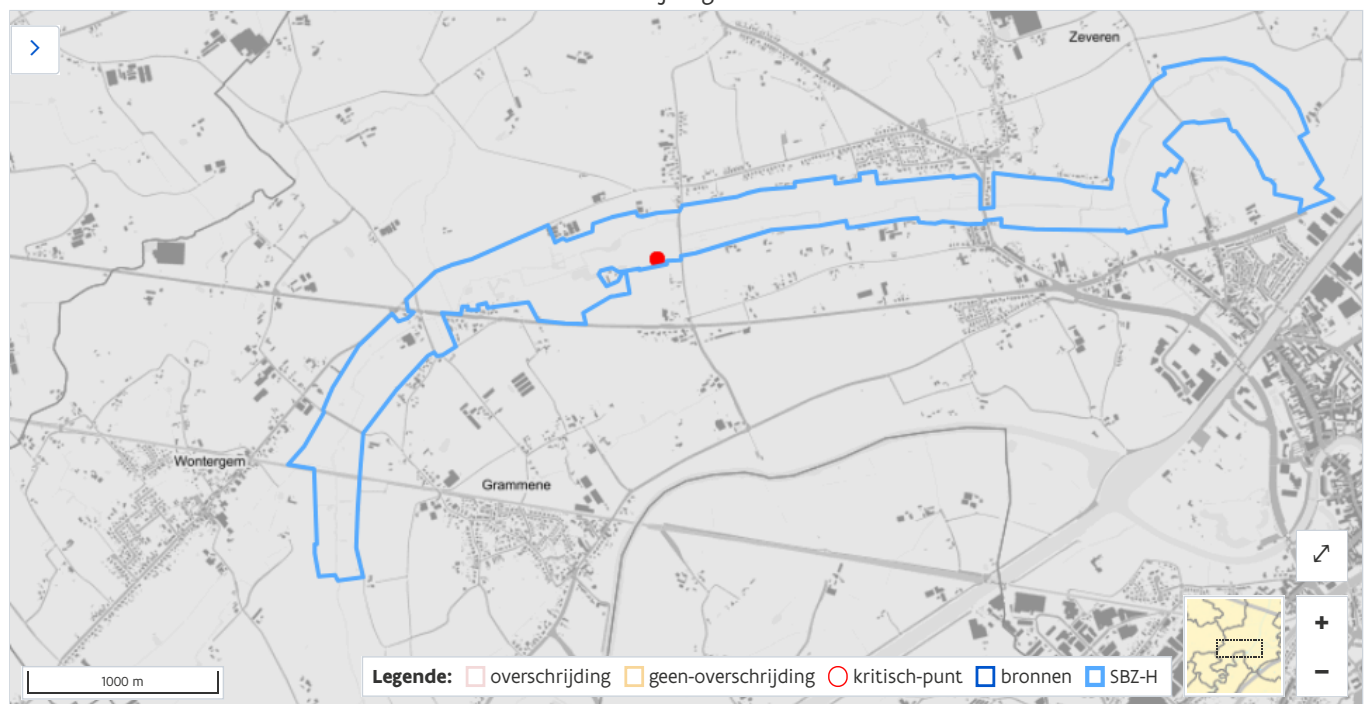 Zeveren
Wontergem
Grammene
1000 m
Legende: overschrijding geen-overschrijding kritisch-punt bronnen SBZ-H
+
−